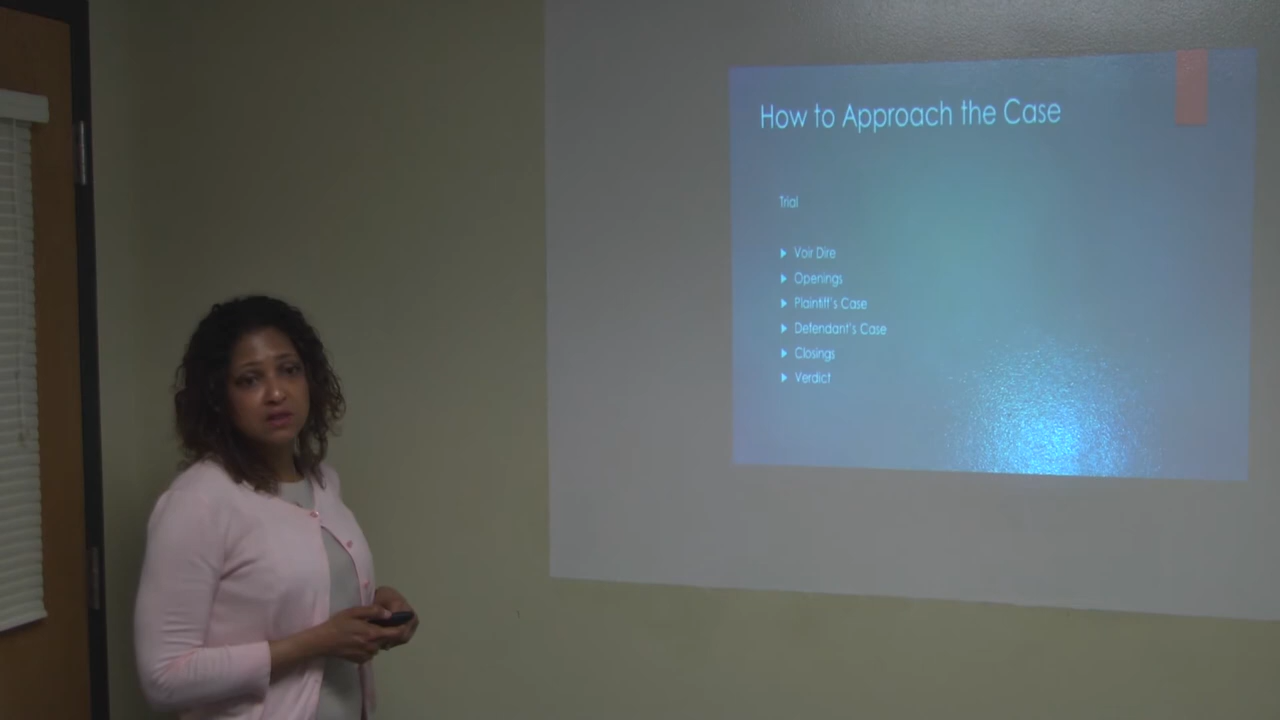 How to Approach the Case
Trial
Voir Dire
Openings
Plaintiff's Case
Defendant's Case
Closings
Verdict